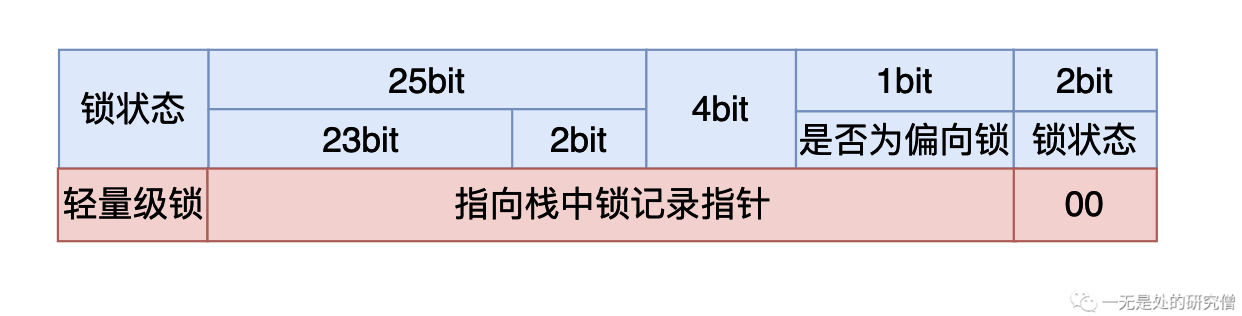 锁状态 25bit 4bit 1bit 2bit
23bit 2bit 是否为偏向锁 锁状态
轻量级锁 指向栈中锁记录指针 00
一无是处的研究僧